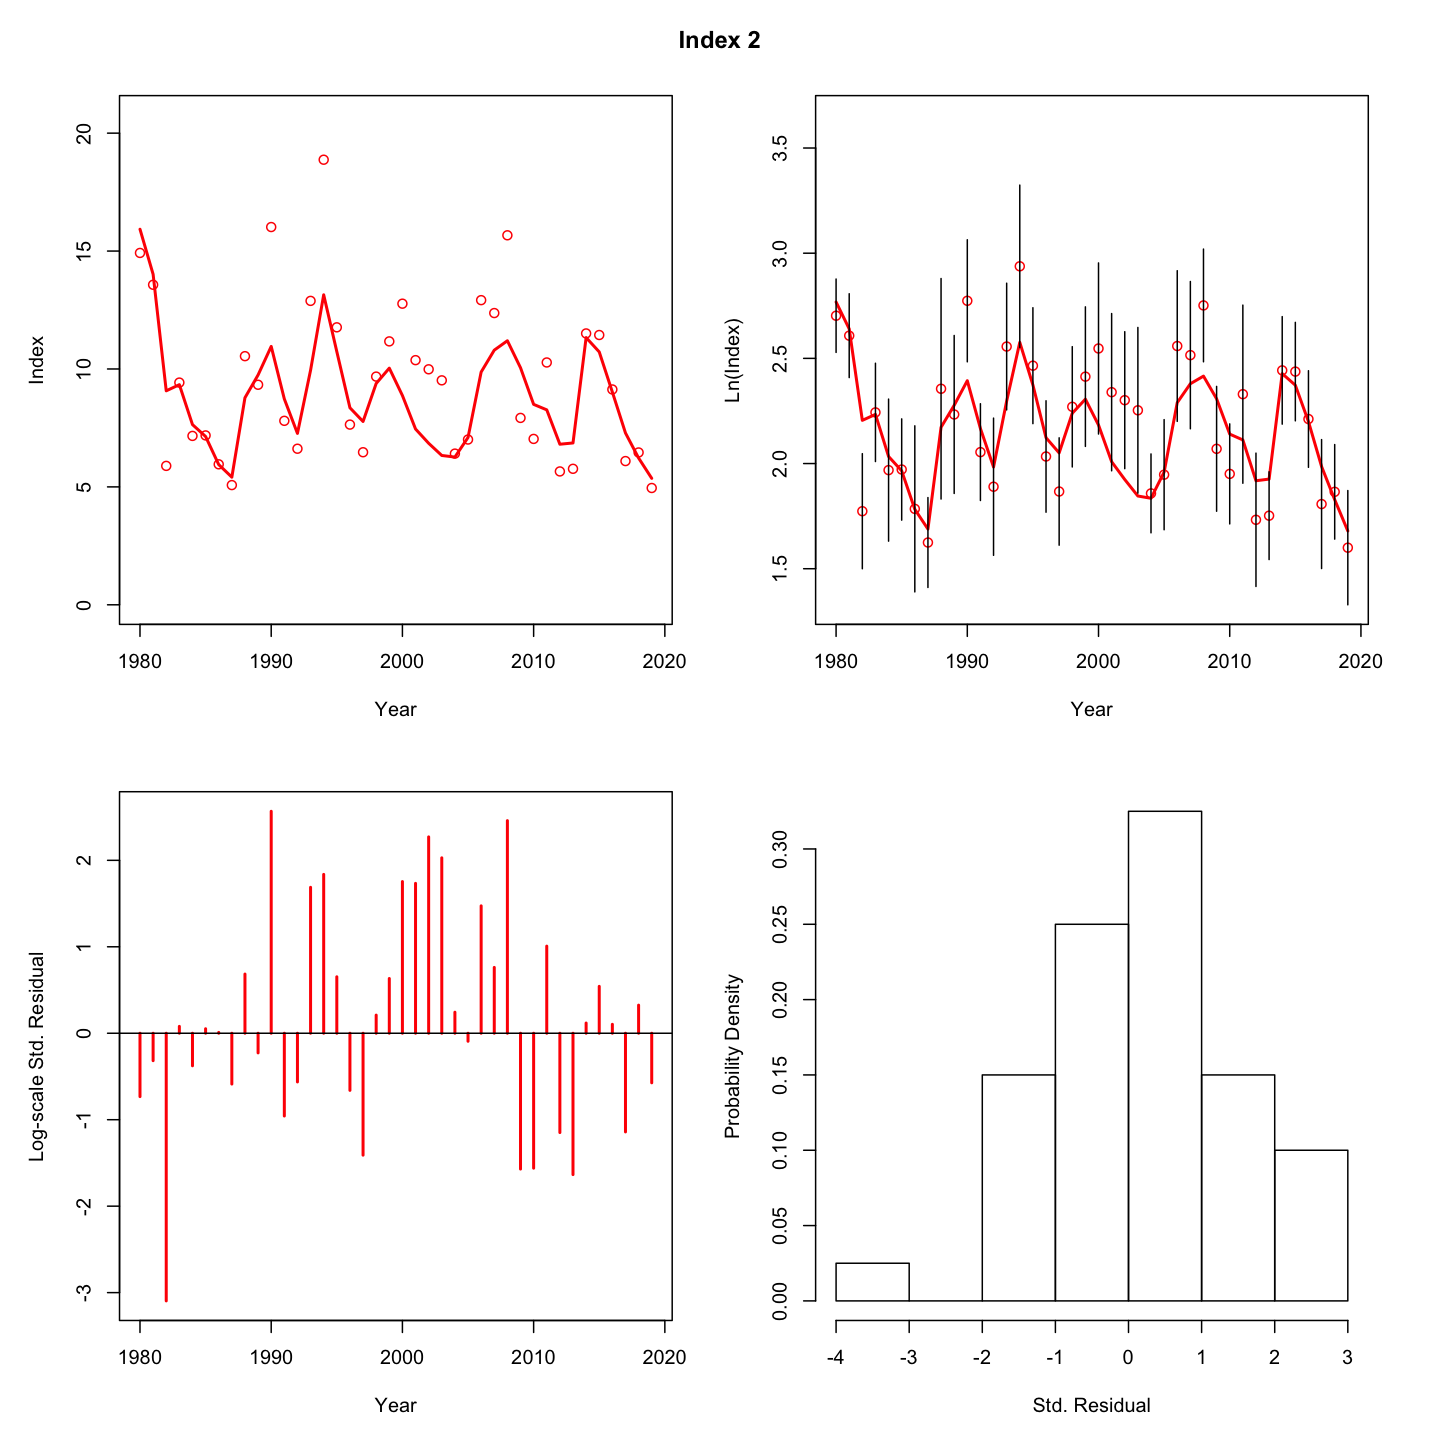 Index 2
Index
20
15
10
5
0
1980 1990 2000 2010 2020
Year
Ln(Index)
3.5
3.0
2.5
2.0
1.5
1980 1990 2000 2010 2020
Year
Log-scale Std. Residual
2
1
0
-1
-2
-3
1980 1990 2000 2010 2020
Year
Probability Density
0.30
0.25
0.20
0.15
0.10
0.05
0.00
-4 -3 -2 -1 0 1 2 3
Std. Residual